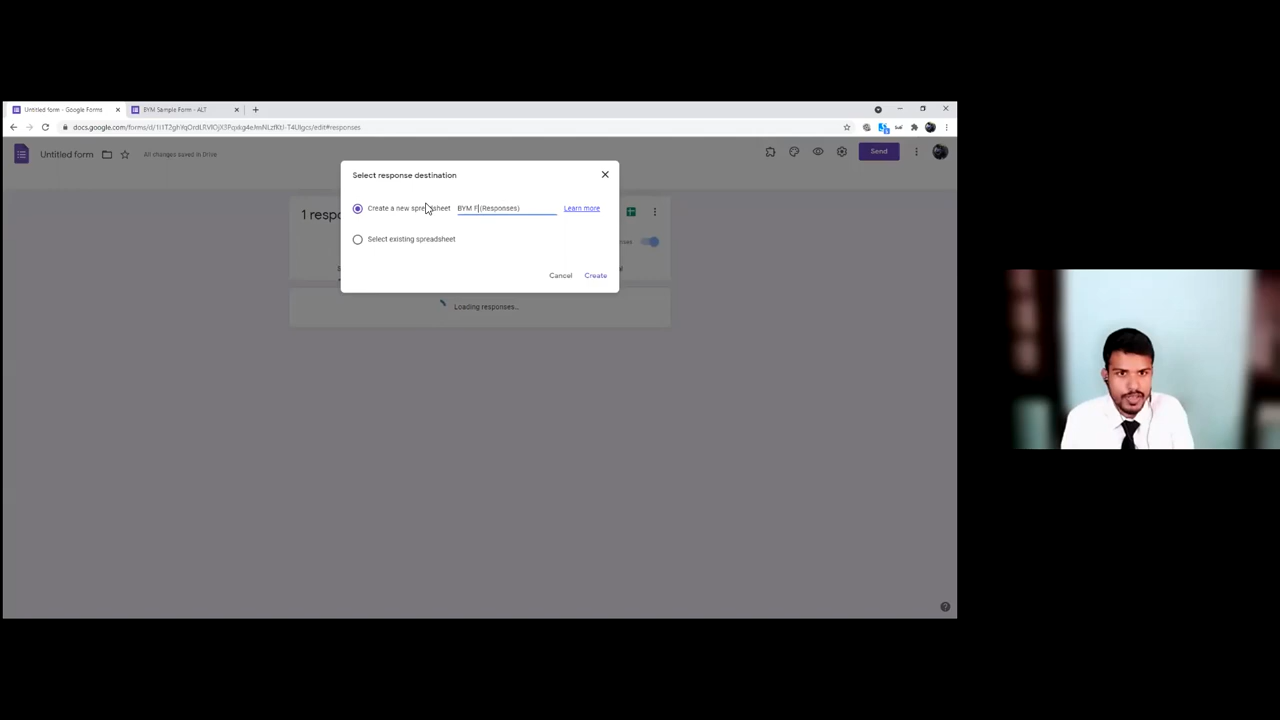 Untitled form - Google Forms
BYM Sample Form - ALT
Untitled form
All changes saved in Drive
Send
Select response destination
Create a new spreadsheet
BYM F(Responses)
Learn more
Select existing spreadsheet
Cancel
Create
1 respo
Loading responses...